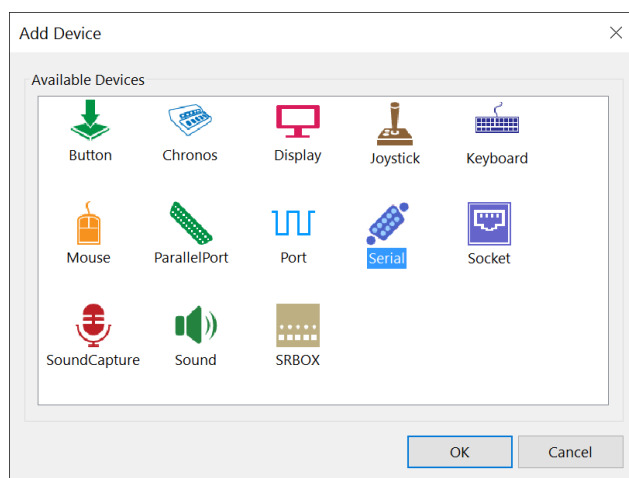 Add Device
Available Devices
Button Chronos Display Joystick Keyboard
Mouse ParallelPort Port Serial Socket
SoundCapture Sound SRBOX
OK Cancel